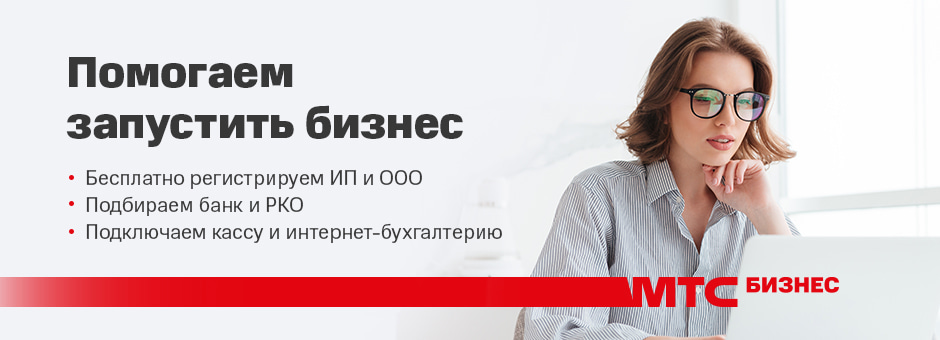 Помогаем
запустить бизнес
• Бесплатно регистрируем ИП и ООО
• Подбираем банк и РКО
• Подключаем кассу и интернет-бухгалтерию
МТС БИЗНЕС